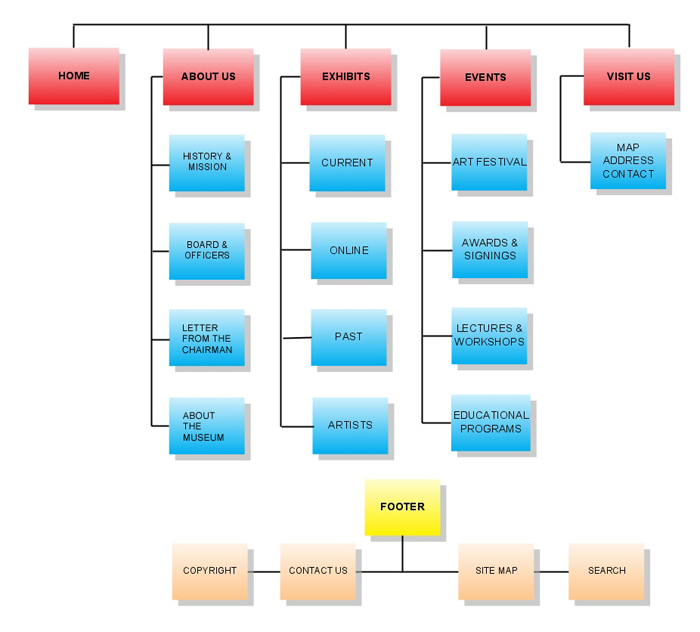 HOME
ABOUT US
EXHIBITS
EVENTS
VISIT US
HISTORY &
MISSION
BOARD &
OFFICERS
LETTER
FROM THE
CHAIRMAN
ABOUT
THE
MUSEUM
CURRENT
ONLINE
PAST
ARTISTS
ART FESTIVAL
AWARDS &
SIGNINGS
LECTURES &
WORKSHOPS
EDUCATIONAL
PROGRAMS
MAP
ADDRESS
CONTACT
FOOTER
COPYRIGHT
CONTACT US
SITE MAP
SEARCH